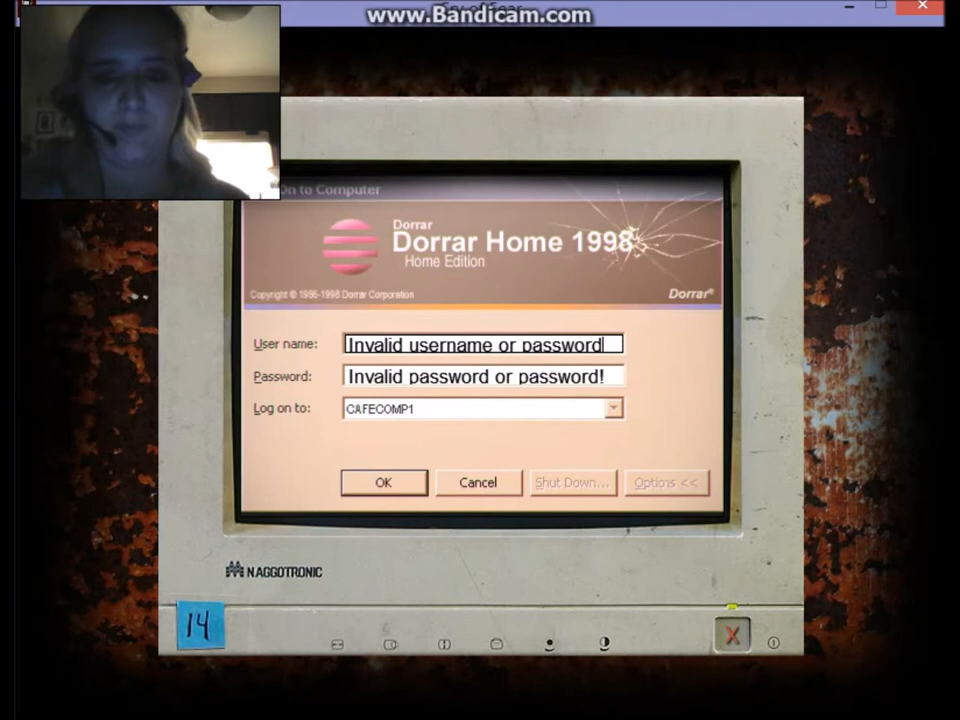 www.Bandicam.com
On to Computer
Dorrar
Dorrar Home 1998
Home Edition
Copyright © 1986-1998 Dorrar Corporation
Dorrar®
User name:
Invalid username or password
Password:
Invalid password or password!
Log on to:
CAFECOMP1
OK
Cancel
Shut Down...
Options <<
NAGGOTRONIC
14
X